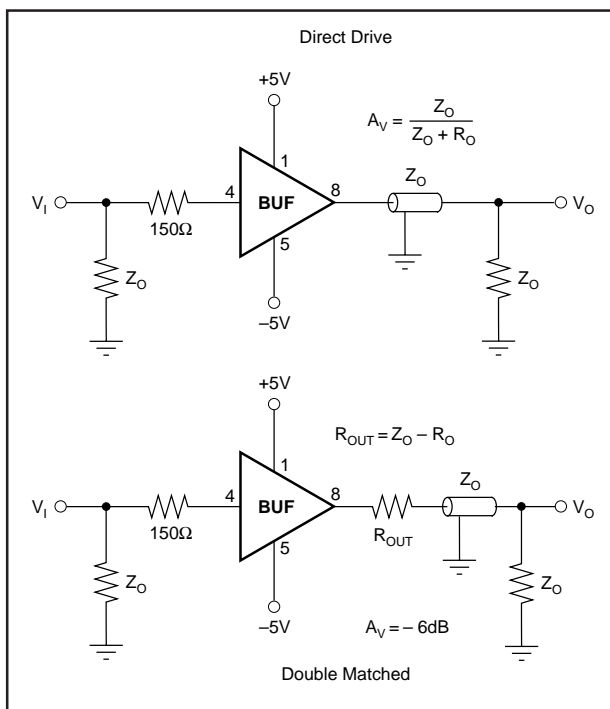 Direct Drive
+5V
A_V = Z_O / (Z_O + R_O)
1
V_I
4
BUF
8
Z_O
V_O
150Ω
5
Z_O
Z_O
–5V
+5V
R_OUT = Z_O – R_O
1
Z_O
V_I
4
BUF
8
V_O
150Ω
5
R_OUT
Z_O
Z_O
–5V
A_V = – 6dB
Double Matched